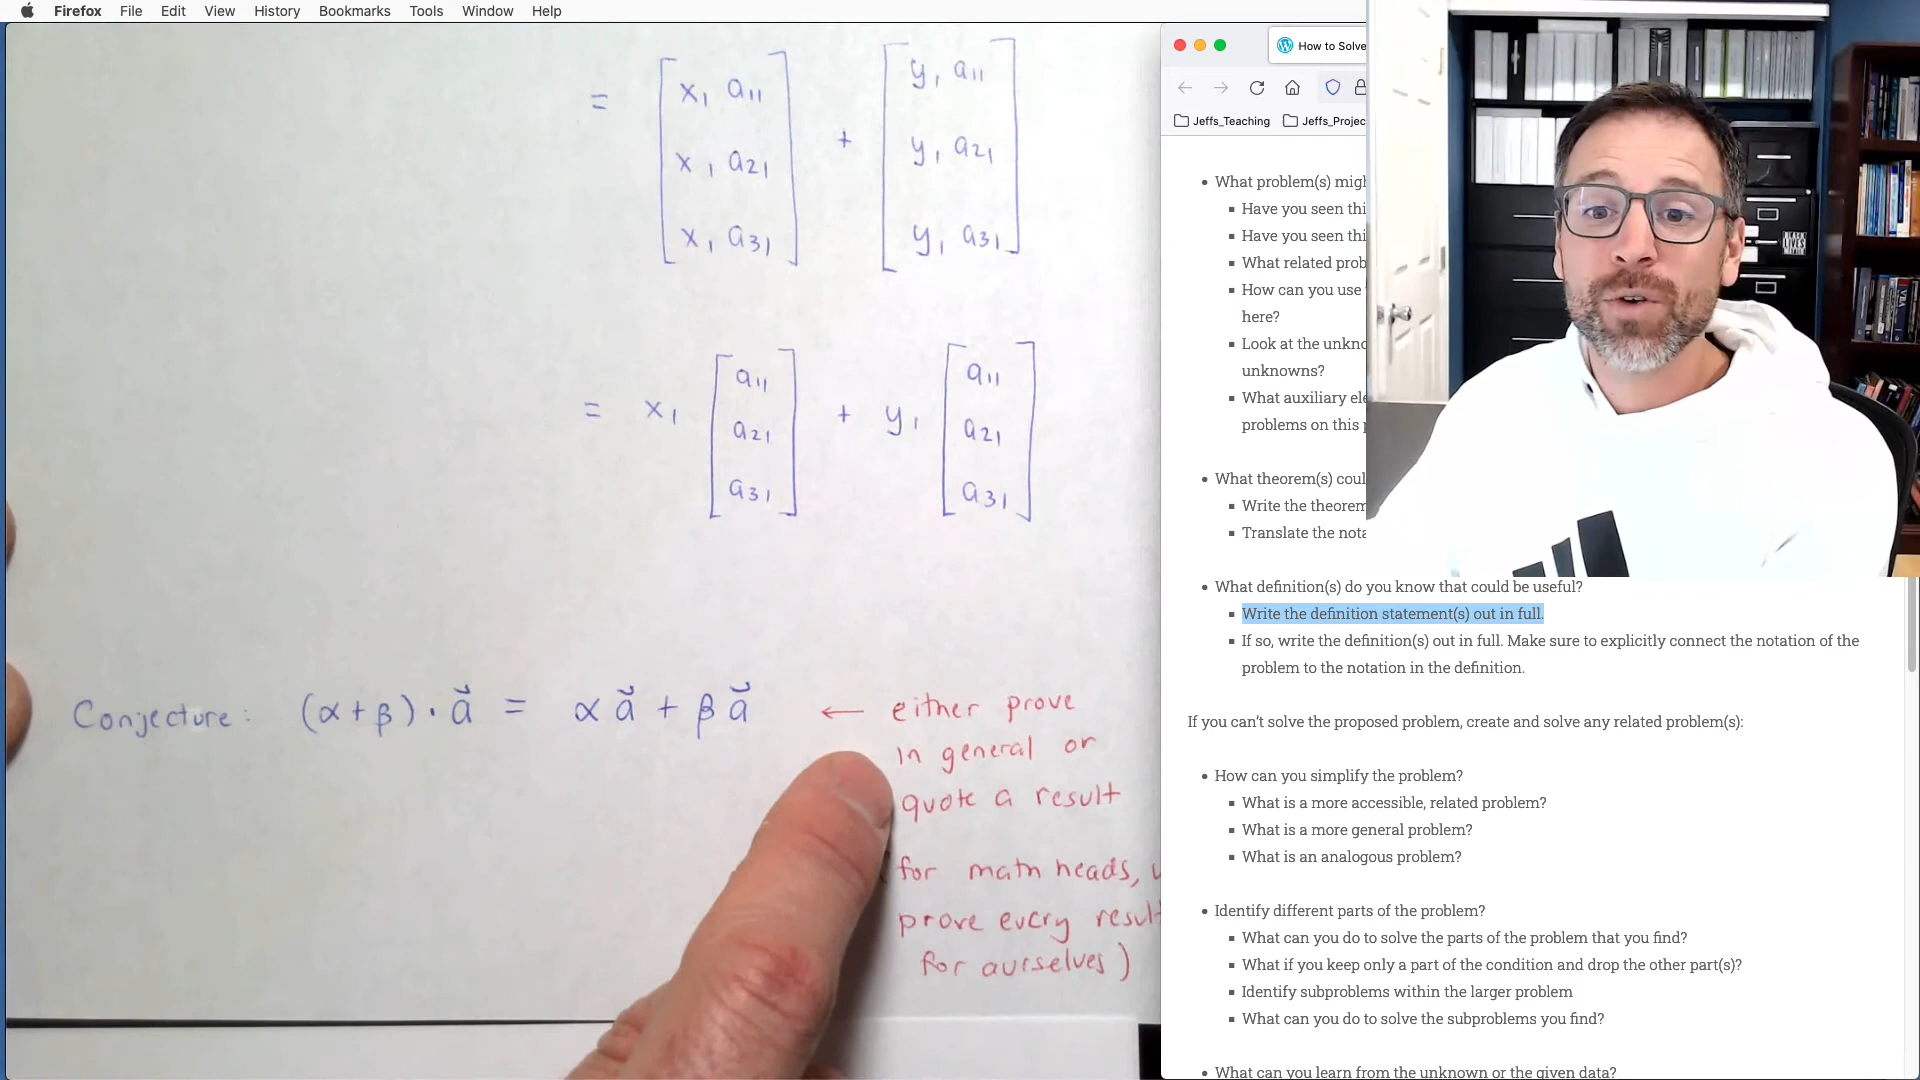 Firefox File Edit View History Bookmarks Tools Window Help
= [ x₁ a₁₁ ] + [ y₁ a₁₁ ]
[ x₁ a₂₁ ] [ y₁ a₂₁ ]
[ x₁ a₃₁ ] [ y₁ a₃₁ ]
= x₁ [ a₁₁ ] + y₁ [ a₁₁ ]
[ a₂₁ ] [ a₂₁ ]
[ a₃₁ ] [ a₃₁ ]
Conjecture: (α+β)·a⃗ = αa⃗ + βa⃗ ← either prove
in general or
quote a result
(for math heads,
prove every
for ourselves)
How to Solve
Jeffs_Teaching Jeffs_Projec
• What problem(s)
▪ Have you seen
▪ Have you seen
▪ What related
▪ How can you use
here?
▪ Look at the
unknowns?
▪ What auxiliary
problems on this
• What theorem(s)
▪ Write the theorem
▪ Translate the
• What definition(s) do you know that could be useful?
▪ Write the definition statement(s) out in full.
▪ If so, write the definition(s) out in full. Make sure to explicitly connect the notation of the
problem to the notation in the definition.
If you can’t solve the proposed problem, create and solve any related problem(s):
• How can you simplify the problem?
▪ What is a more accessible, related problem?
▪ What is a more general problem?
▪ What is an analogous problem?
• Identify different parts of the problem?
▪ What can you do to solve the parts of the problem that you find?
▪ What if you keep only a part of the condition and drop the other part(s)?
▪ Identify subproblems within the larger problem
▪ What can you do to solve the subproblems you find?
• What can you learn from the unknown or the given data?
BLACK
LIVES
MATTER
VBA